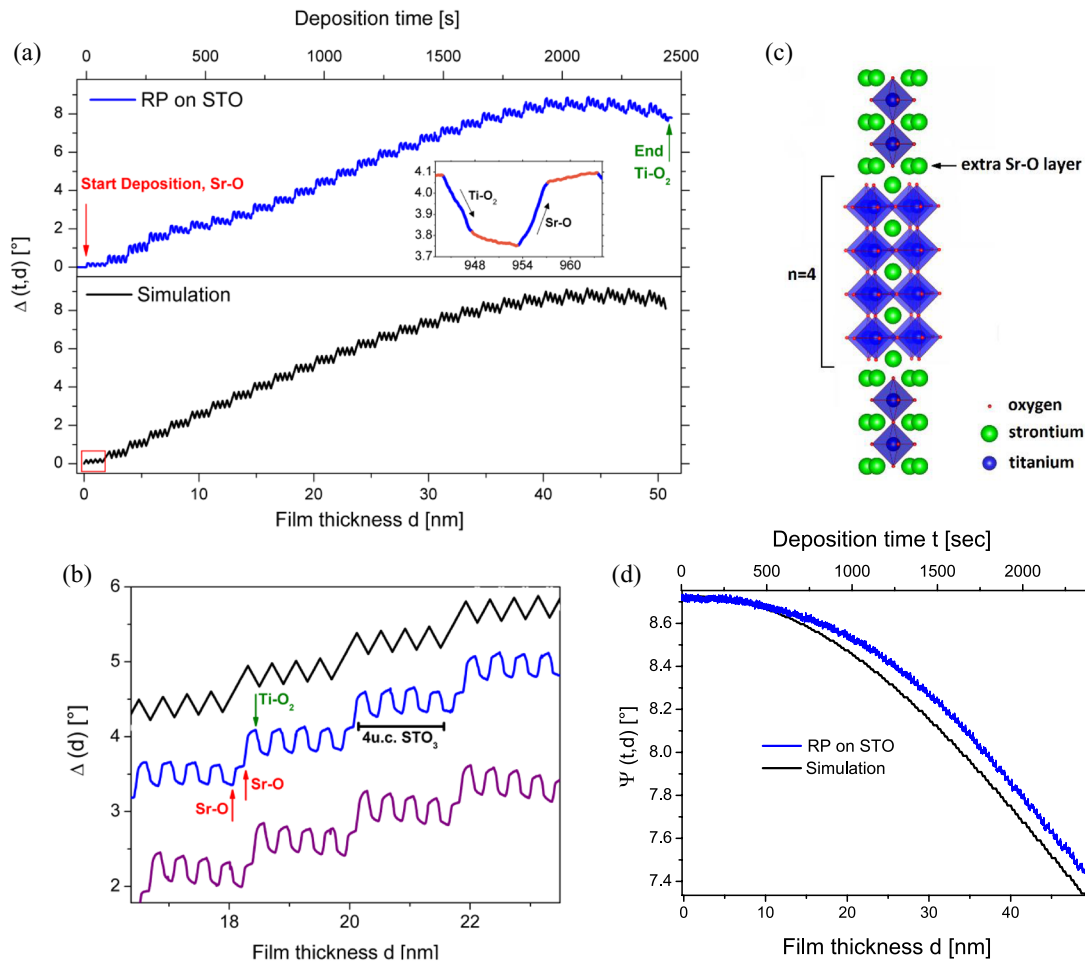 Deposition time [s]
(a)
0 500 1000 1500 2000 2500
RP on STO
8
6
4
2
0
Start Deposition, Sr-O
End
Ti-O2
4.1
4.0
3.9
3.8
3.7
Ti-O2
Sr-O
948 954 960
Δ (t,d) [°]
Simulation
8
6
4
2
0
0 10 20 30 40 50
Film thickness d [nm]
(c)
extra Sr-O layer
n=4
oxygen
strontium
titanium
(b)
6
5
4
3
2
Δ (d) [°]
Ti-O2
4u.c. STO3
Sr-O
Sr-O
18 20 22
Film thickness d [nm]
Deposition time t [sec]
(d)
0 500 1000 1500 2000
8.6
8.4
8.2
8.0
7.8
7.6
7.4
Ψ (t,d) [°]
RP on STO
Simulation
0 10 20 30 40
Film thickness d [nm]